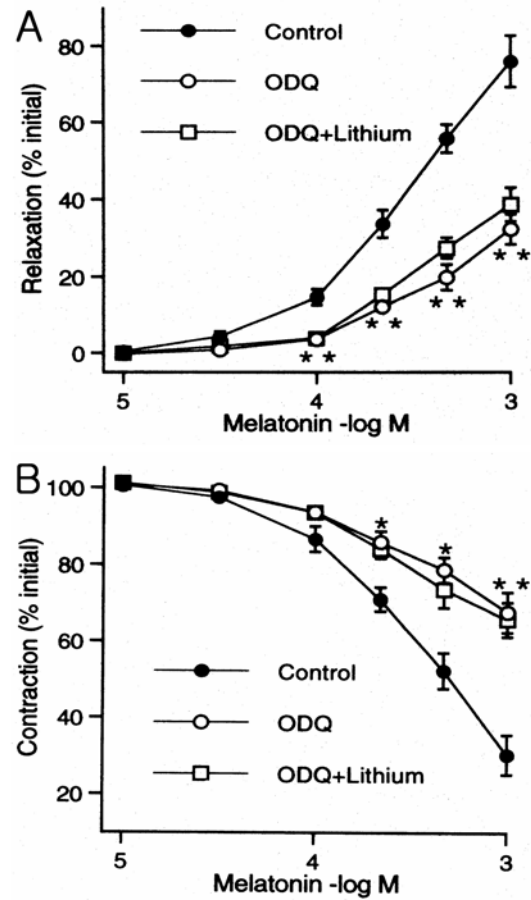 A
80
60
40
20
0
Relaxation (% initial)
Control
ODQ
ODQ+Lithium
* *
* *
* *
* *
5
4
3
Melatonin -log M
B
100
80
60
40
20
Contraction (% initial)
*
*
* *
Control
ODQ
ODQ+Lithium
5
4
3
Melatonin -log M